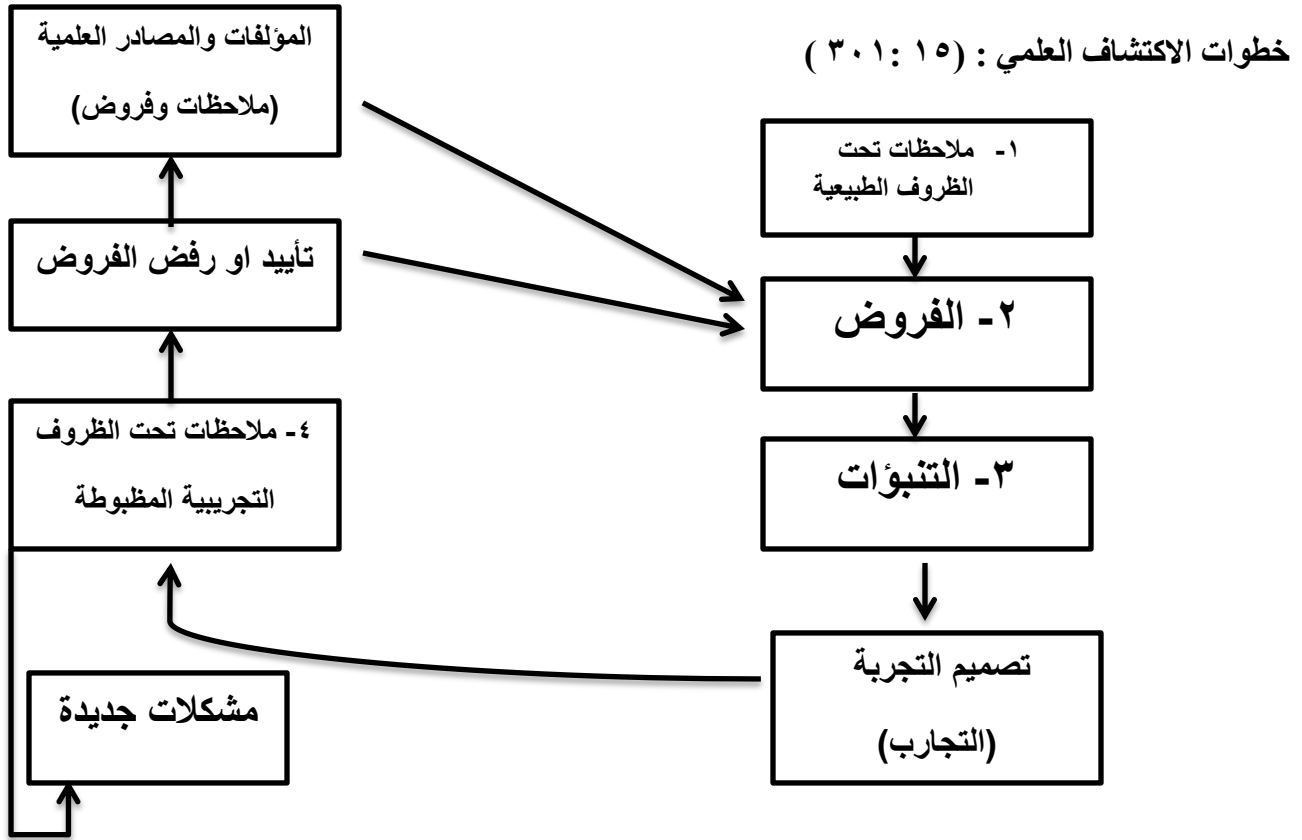 خطوات الاكتشاف العلمي : (١٥ :٣٠١ )
١- ملاحظات تحت
الظروف الطبيعية
٢- الفروض
٣- التنبؤات
تصميم التجربة
(التجارب)
٤- ملاحظات تحت الظروف
التجريبية المظبوطة
تأييد او رفض الفروض
المؤلفات والمصادر العلمية
(ملاحظات وفروض)
مشكلات جديدة